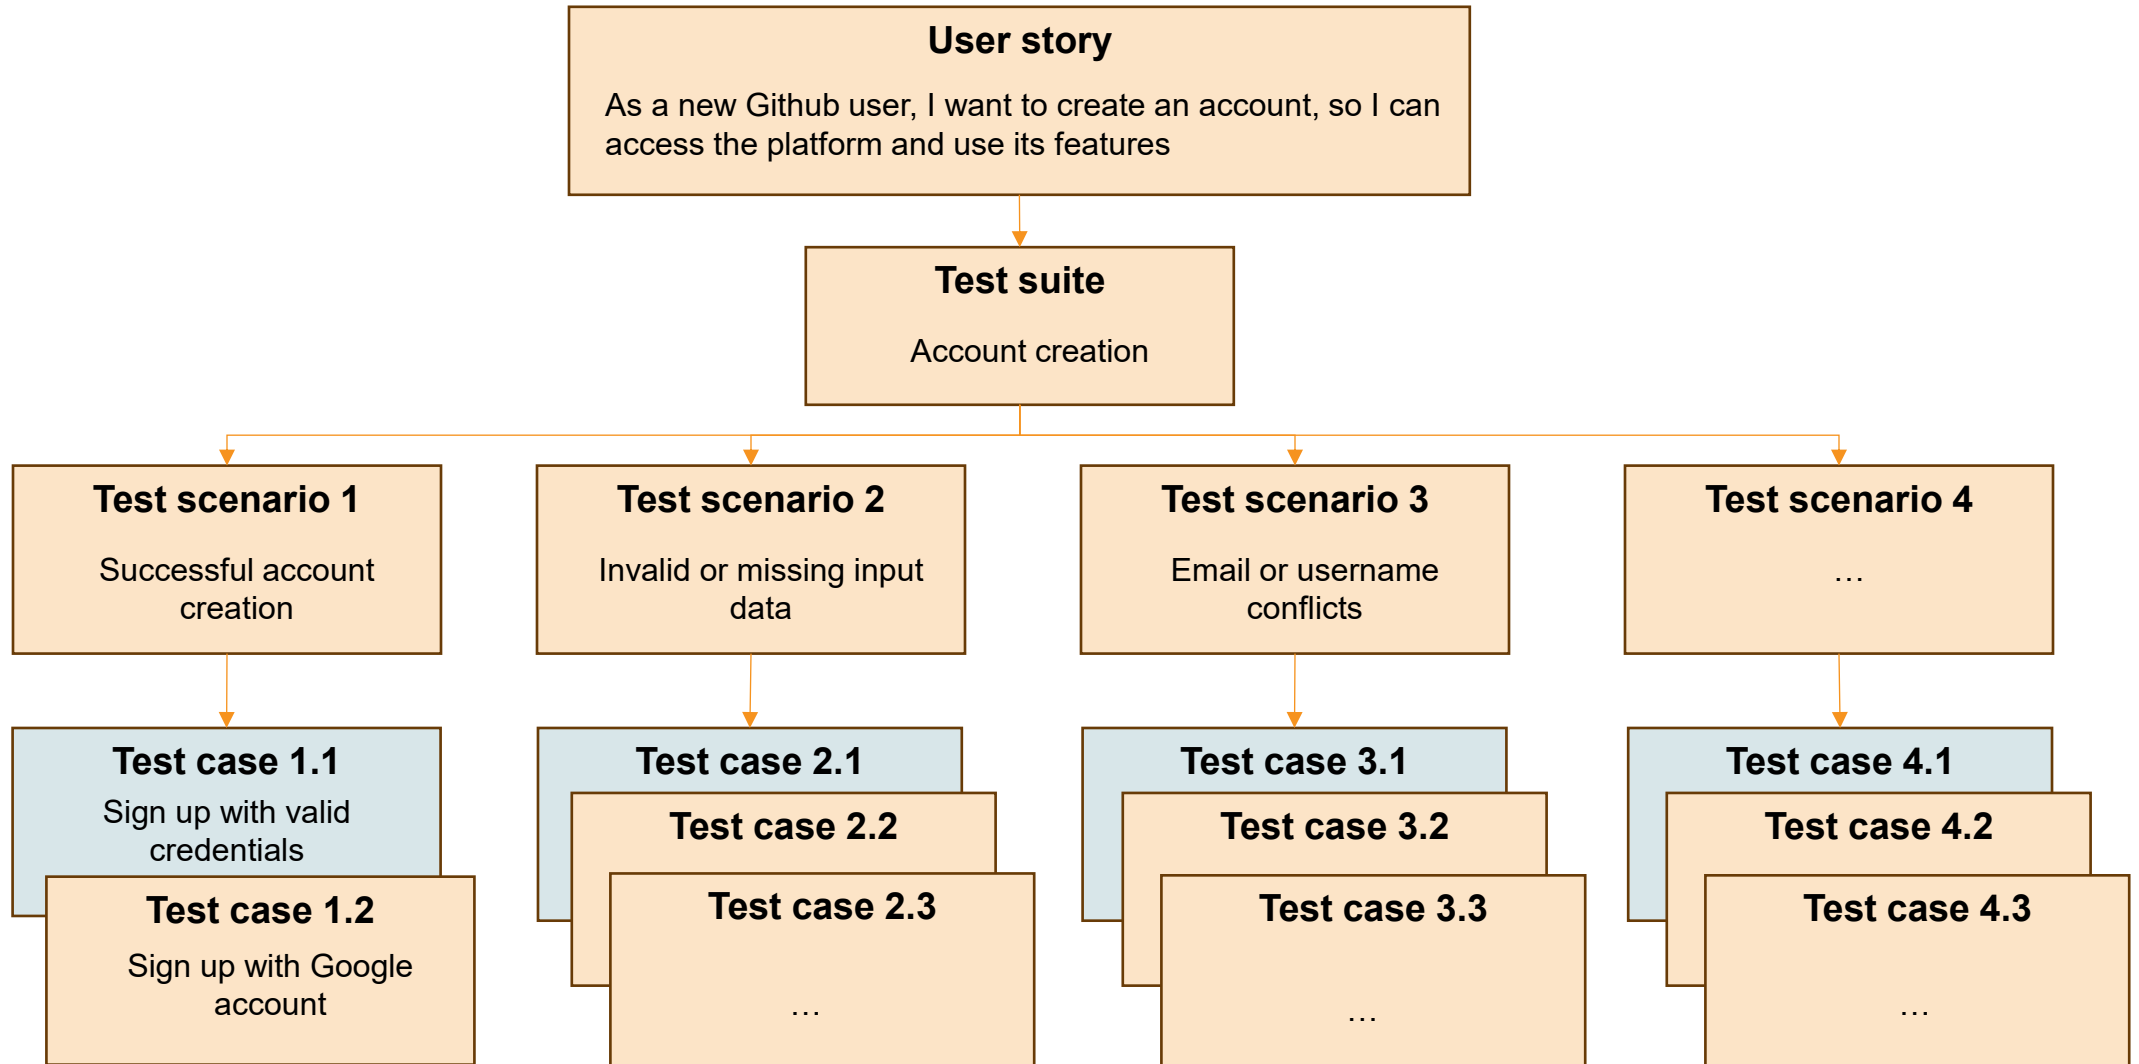 User story
As a new Github user, I want to create an account, so I can
access the platform and use its features
Test suite
Account creation
Test scenario 1
Successful account
creation
Test scenario 2
Invalid or missing input
data
Test scenario 3
Email or username
conflicts
Test scenario 4
…
Test case 1.1
Sign up with valid
credentials
Test case 1.2
Sign up with Google
account
Test case 2.1
Test case 2.2
Test case 2.3
…
Test case 3.1
Test case 3.2
Test case 3.3
…
Test case 4.1
Test case 4.2
Test case 4.3
…